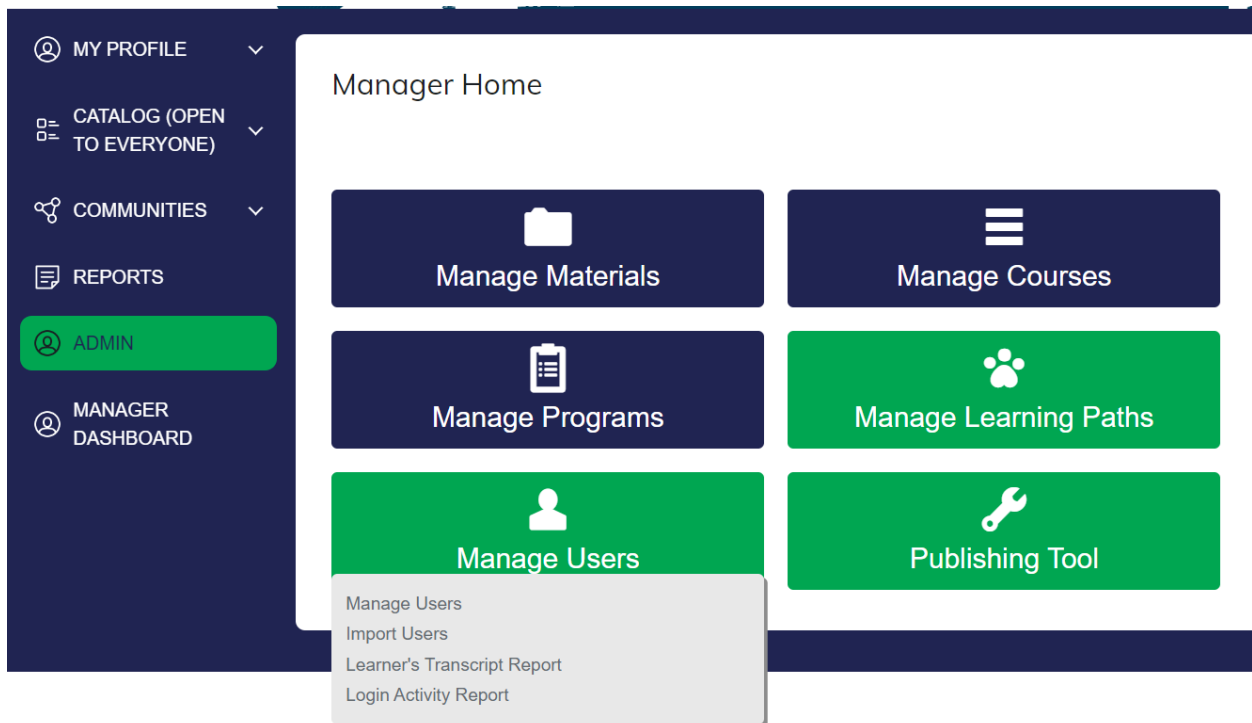 MY PROFILE
CATALOG (OPEN
TO EVERYONE)
COMMUNITIES
REPORTS
ADMIN
MANAGER
DASHBOARD
Manager Home
Manage Materials
Manage Courses
Manage Programs
Manage Learning Paths
Manage Users
Publishing Tool
Manage Users
Import Users
Learner's Transcript Report
Login Activity Report